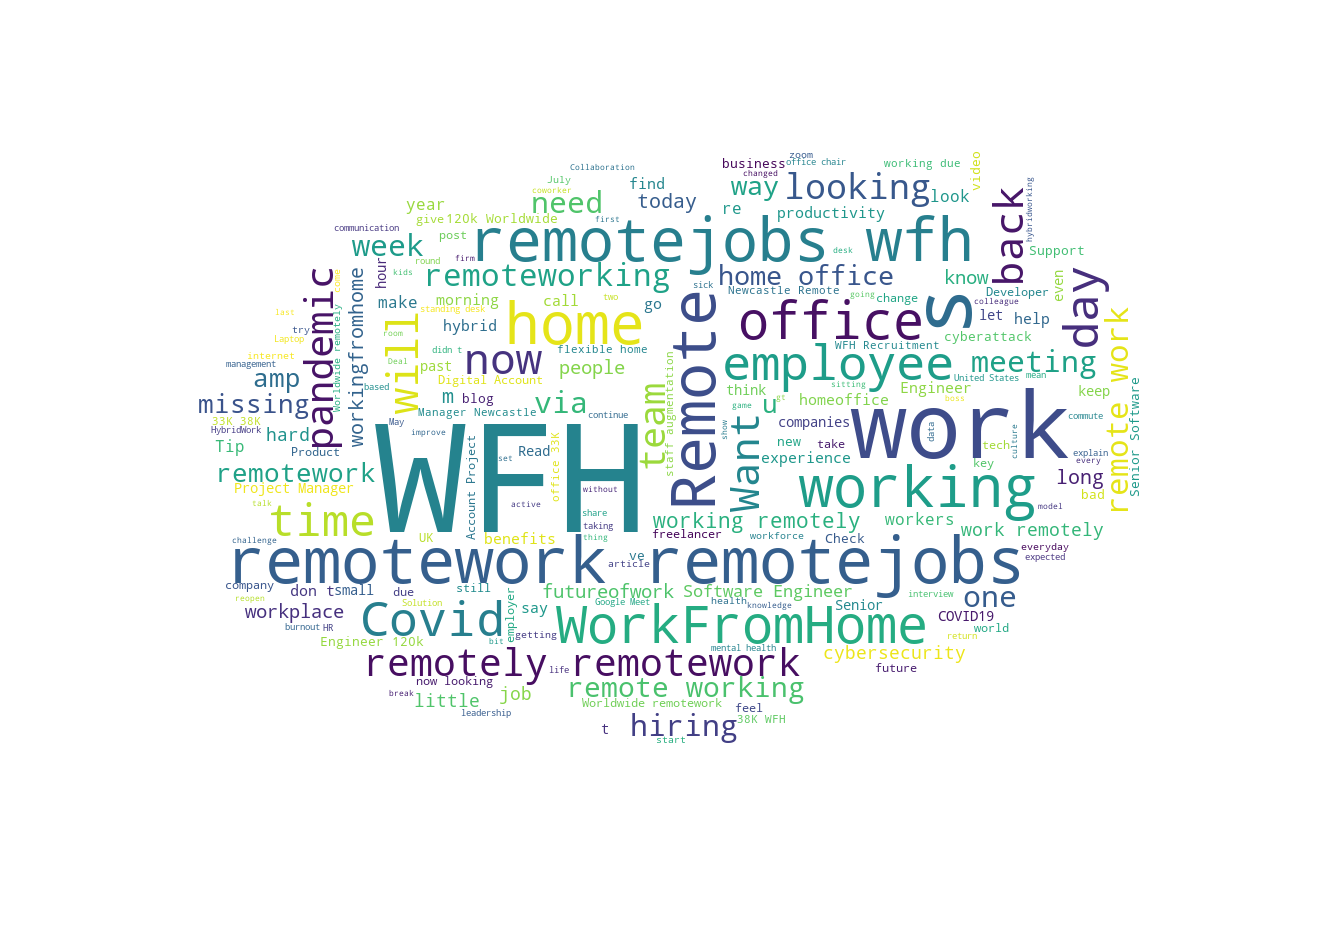 zoom
business
office chair
working due
video
Collaboration
changed
July
find
way
looking
look
coworker
need
today
re
productivity
back
hybridworking
year
give
120k Worldwide
first
communication
post
week
remotejobs wfh
desk
Support
round
firm
pandemic
kids
hour
workingfromhome
remoteworking
home office
know
even
day
sick
Come
standing desk
two
Newcastle Remote
going
change
Developer
colleague
make
morning
call
go
last
Worldwide remotely
will
home
Remote
office
s
let
help
try
room
hybrid
cyberattack
Laptop
didn t
flexible home
WFH Recruitment
internet
Deal
now
employee
meeting
remote work
management
past
people
amp
based
Digital Account
team
staff augmentation
sitting
United States
mean
think
Engineer
keep
Senior Software
missing
m
blog
via
Want
gt
homeoffice
boss
game
u
work
33K 38K
Manager Newcastle
continue
companies
commute
HybridWork
May
WFH
improve
show
data
new
take
tech
culture
hard
Tip
Product
Account Project
set
Read
office 33K
experience
explain
every
key
remotework
without
working
long
Project Manager
bad
talk
active
share
model
time
taking
working remotely
workers
work remotely
UK
benefits
thing
freelancer
workforce
Check
challenge
remotework remotejobs
everyday
expected
ve
article
company
don t
small
due
still
futureofwork
Software Engineer
interview
one
reopen
Solution
employer
say
Google Meet
health
knowledge
Senior
workplace
Covid
WorkFromHome
COVID19
burnout
HR
getting
world
return
Engineer 120k
bit
mental health
cybersecurity
remotely
life
remotework
future
now looking
break
little
job
remote working
Worldwide remotework
feel
leadership
t
hiring
38K WFH
start